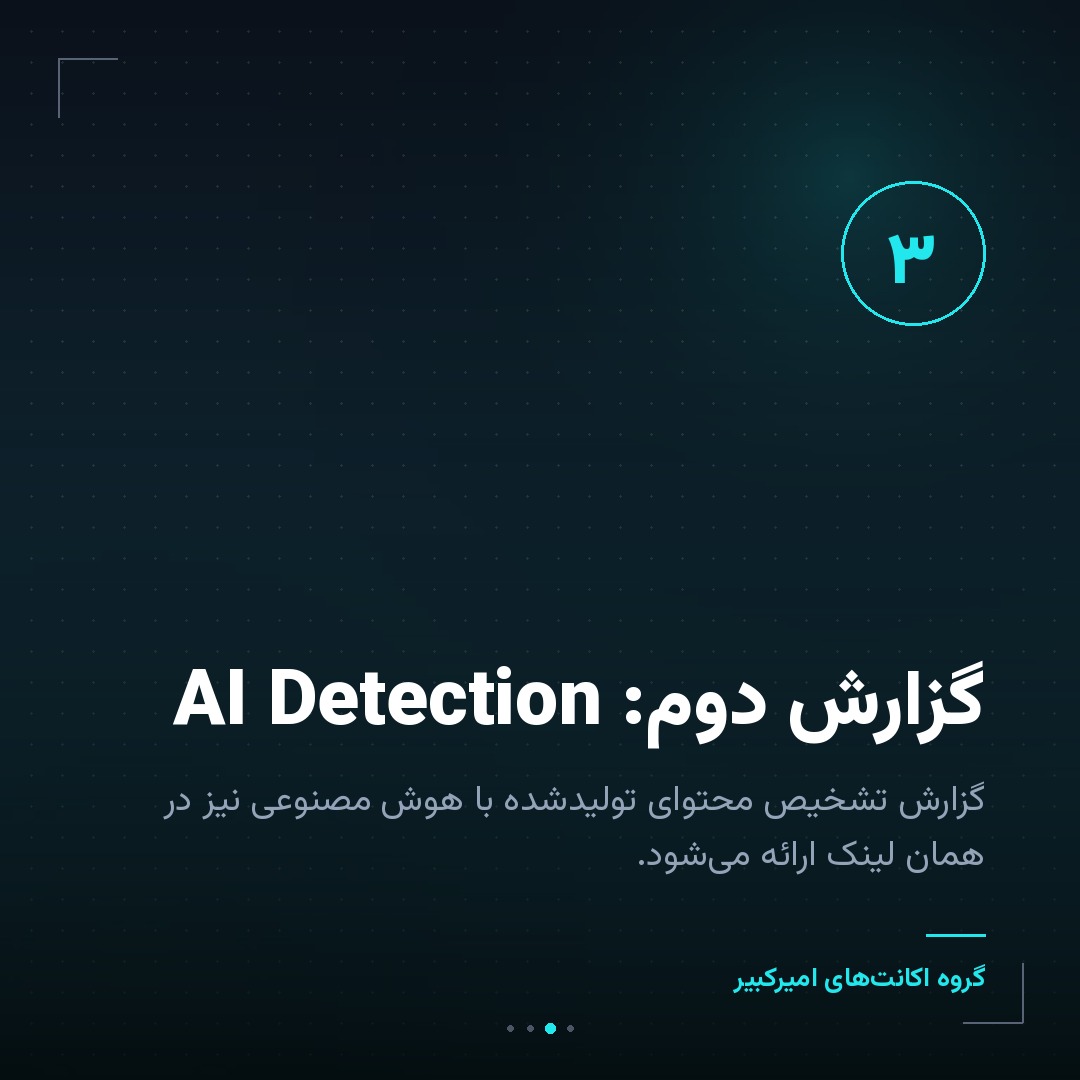 ۳
گزارش دوم: AI Detection
گزارش تشخیص محتوای تولیدشده با هوش مصنوعی نیز در
همان لینک ارائه می‌شود.
گروه اکانت‌های امیرکبیر